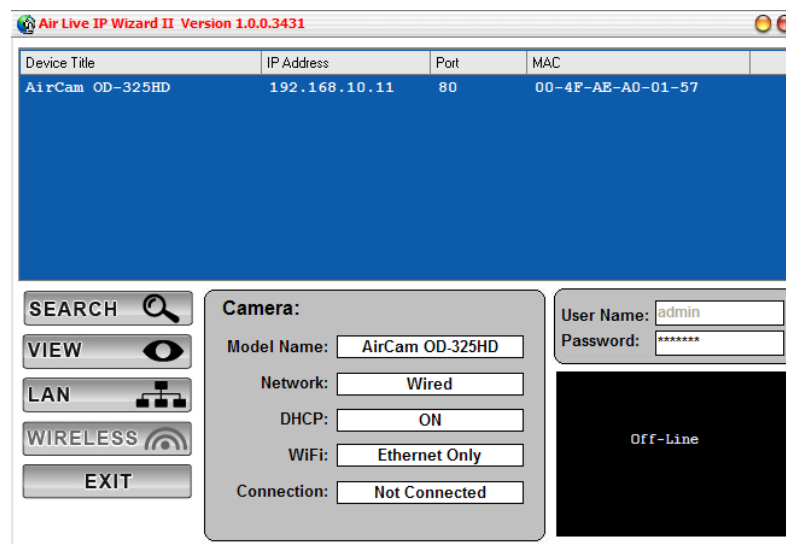 Air Live IP Wizard II Version 1.0.0.3431
Device Title IP Address Port MAC
AirCam OD-325HD 192.168.10.11 80 00-4F-AE-A0-01-57
SEARCH
VIEW
LAN
WIRELESS
EXIT
Camera:
Model Name: AirCam OD-325HD
Network: Wired
DHCP: ON
WiFi: Ethernet Only
Connection: Not Connected
User Name: admin
Password: *******
Off-Line